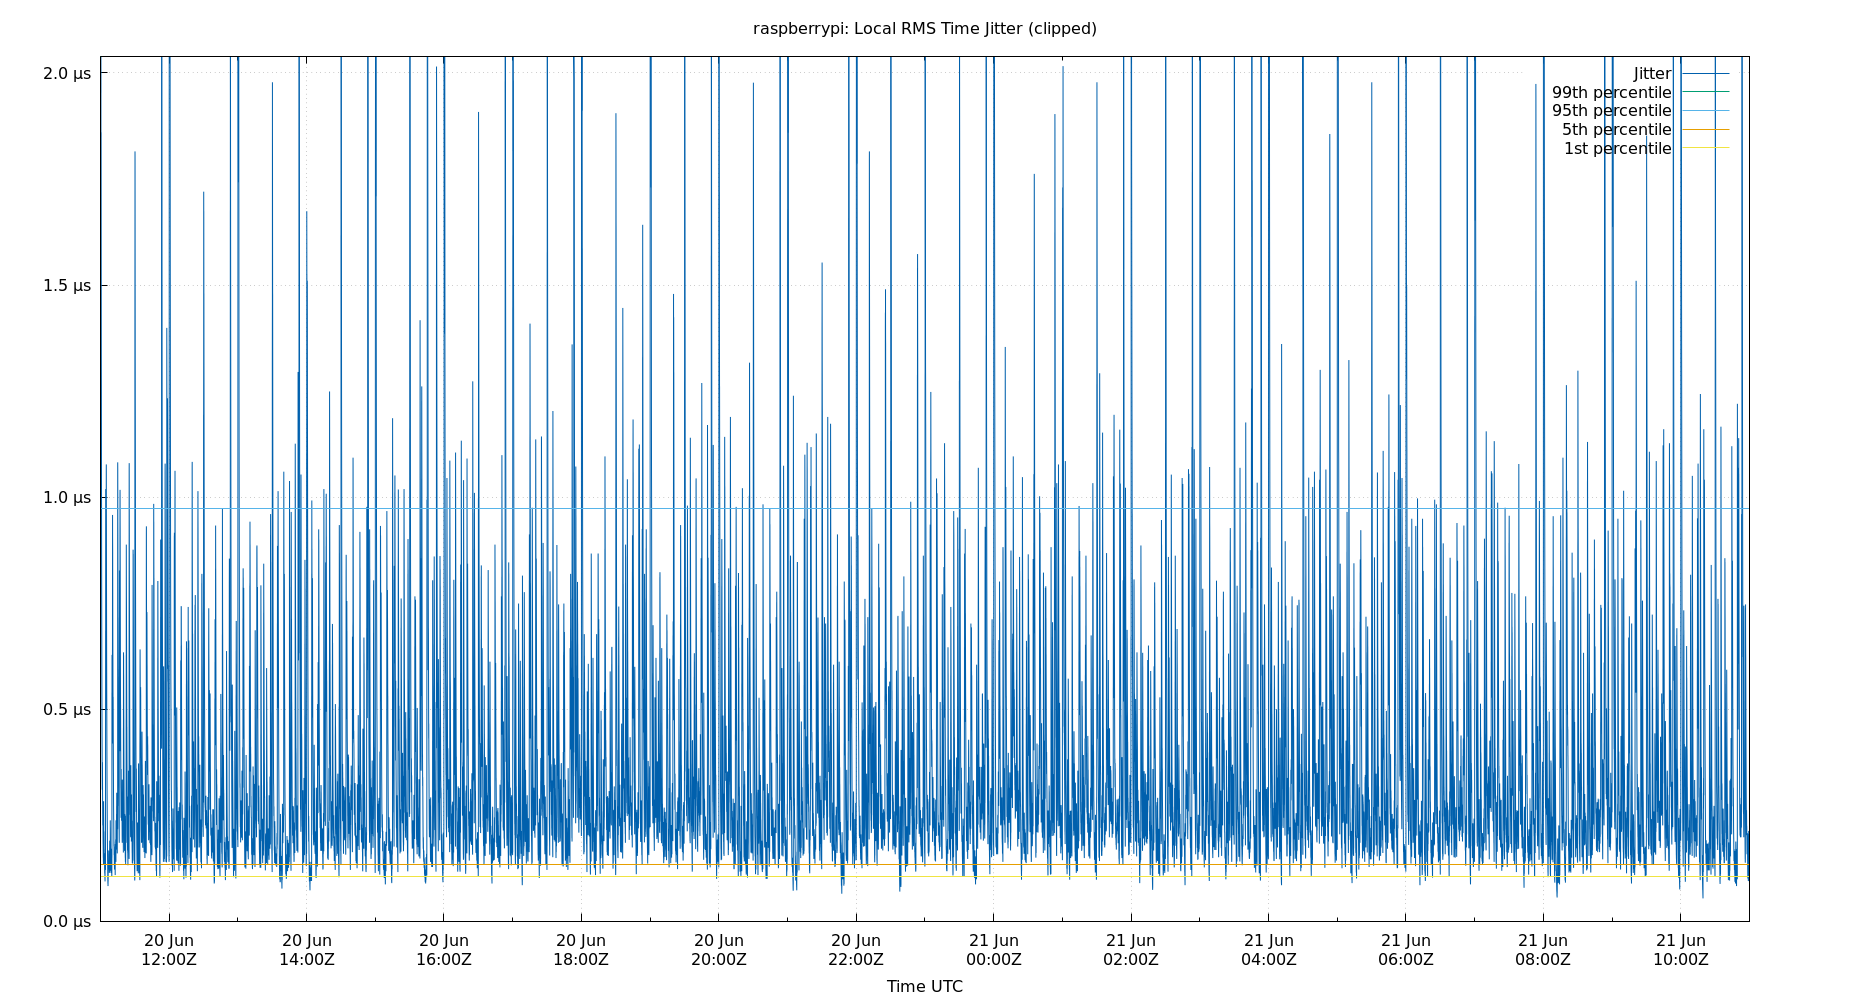 raspberrypi: Local RMS Time Jitter (clipped)
2.0 µs
1.5 µs
1.0 µs
0.5 µs
0.0 µs
Jitter
99th percentile
95th percentile
5th percentile
1st percentile
20 Jun 20 Jun 20 Jun 20 Jun 20 Jun 20 Jun 21 Jun 21 Jun 21 Jun 21 Jun 21 Jun 21 Jun
12:00Z 14:00Z 16:00Z 18:00Z 20:00Z 22:00Z 00:00Z 02:00Z 04:00Z 06:00Z 08:00Z 10:00Z
Time UTC